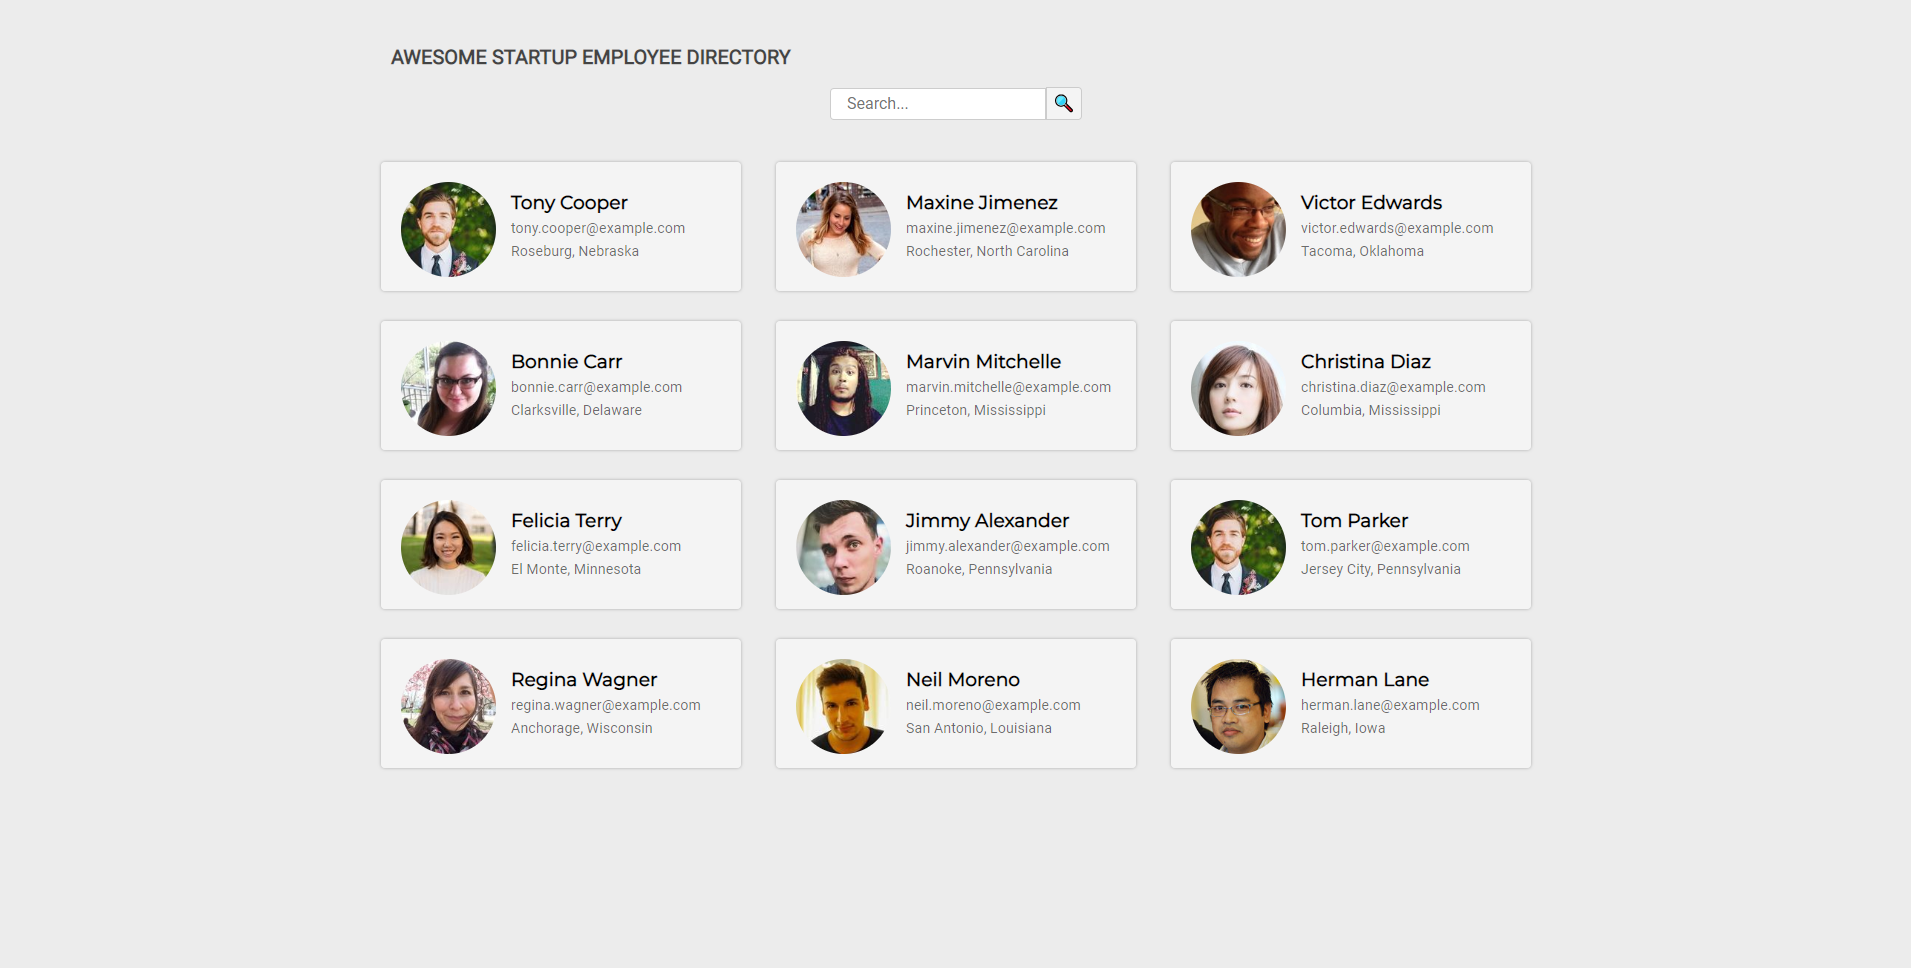 AWESOME STARTUP EMPLOYEE DIRECTORY
Search...
Tony Cooper
tony.cooper@example.com
Roseburg, Nebraska
Maxine Jimenez
maxine.jimenez@example.com
Rochester, North Carolina
Victor Edwards
victor.edwards@example.com
Tacoma, Oklahoma
Bonnie Carr
bonnie.carr@example.com
Clarksville, Delaware
Marvin Mitchelle
marvin.mitchelle@example.com
Princeton, Mississippi
Christina Diaz
christina.diaz@example.com
Columbia, Mississippi
Felicia Terry
felicia.terry@example.com
El Monte, Minnesota
Jimmy Alexander
jimmy.alexander@example.com
Roanoke, Pennsylvania
Tom Parker
tom.parker@example.com
Jersey City, Pennsylvania
Regina Wagner
regina.wagner@example.com
Anchorage, Wisconsin
Neil Moreno
neil.moreno@example.com
San Antonio, Louisiana
Herman Lane
herman.lane@example.com
Raleigh, Iowa